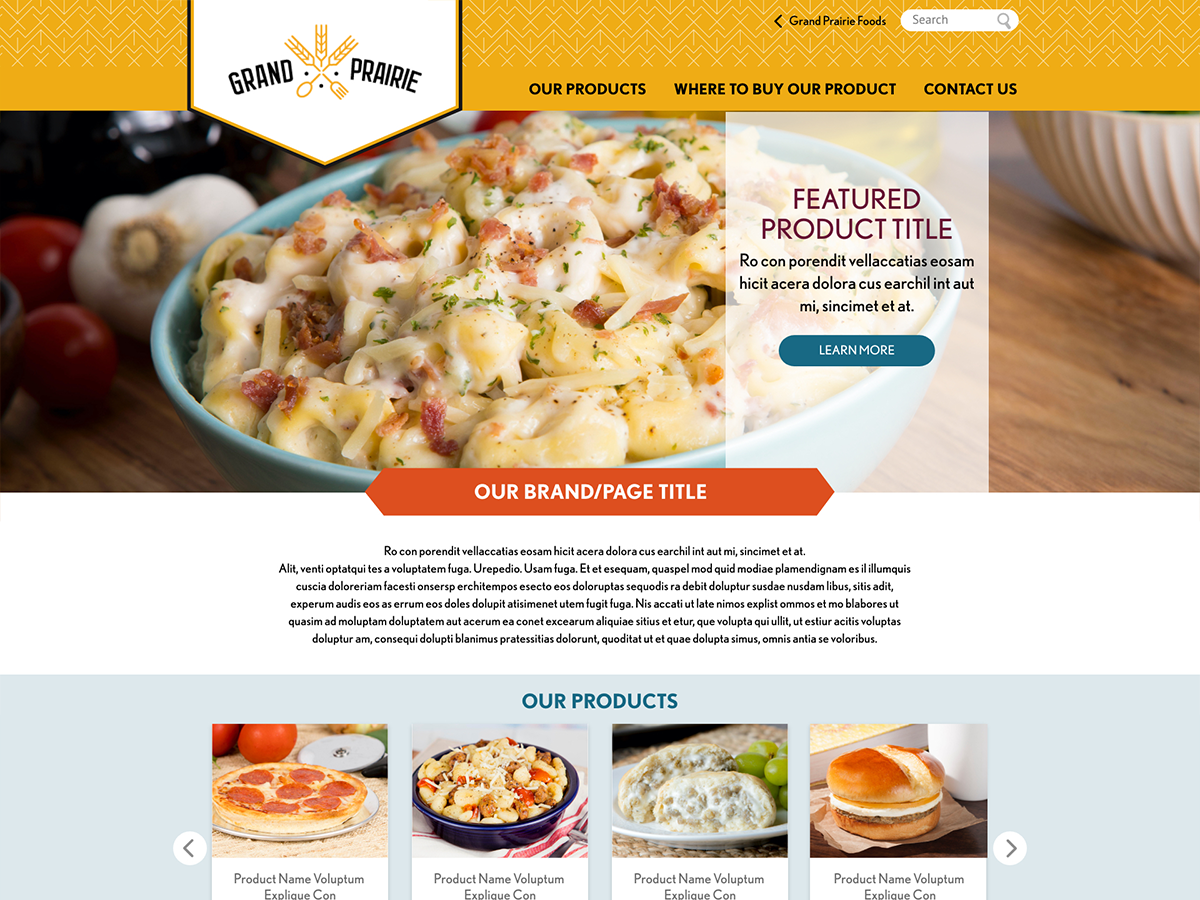 Grand Prairie Foods
Search
GRAND PRAIRIE
OUR PRODUCTS WHERE TO BUY OUR PRODUCT CONTACT US
FEATURED
PRODUCT TITLE
Ro con porendit vellaccatias eosam
hicit acera dolora cus earchil int aut
mi, sincimet et at.
LEARN MORE
OUR BRAND/PAGE TITLE
Ro con porendit vellaccatias eosam hicit acera dolora cus earchil int aut mi, sincimet et at.
Alit, venti optatqui tes a voluptatem fuga. Urepedio. Usam fuga. Et et esequam, quaspel mod quid modiae plamendignam es il illumquis
cuscia doloreriam facesti onsersp erchitempos esecto eos doloruptas sequodis ra debit doluptur susdae nusdam libus, sitis adit,
experum audis eos as errum eos doles dolupit atisimenet utem fugit fuga. Nis accati ut late nimos explist ommos et mo blabores ut
quasim ad moluptam doluptatem aut acerum ea conet excearum aliquiae sitius et etur, que volupta qui ullit, ut estiur acitis voluptas
doluptur am, consequi dolupti blanimus pratessitias dolorunt, quoditat ut et quae dolupta simus, omnis antia se voloribus.
OUR PRODUCTS
Product Name Voluptum
Explique Con
Product Name Voluptum
Explique Con
Product Name Voluptum
Explique Con
Product Name Voluptum
Explique Con